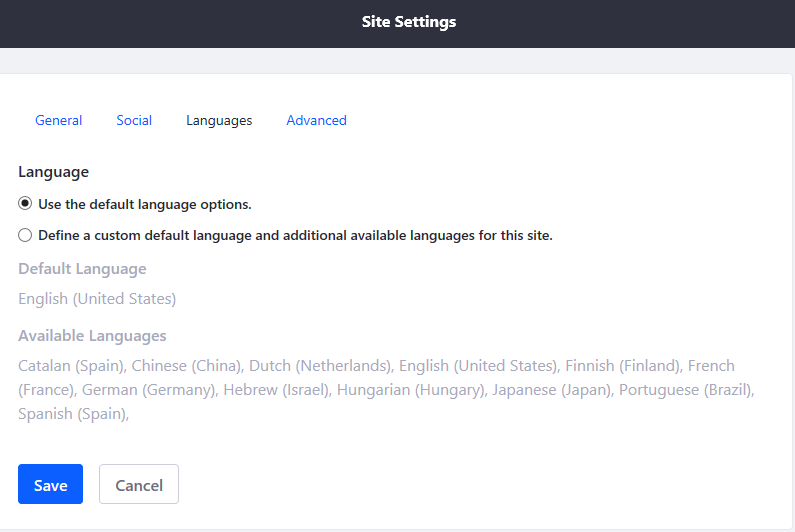 Site Settings
General Social Languages Advanced
Language
Use the default language options.
Define a custom default language and additional available languages for this site.
Default Language
English (United States)
Available Languages
Catalan (Spain), Chinese (China), Dutch (Netherlands), English (United States), Finnish (Finland), French
(France), German (Germany), Hebrew (Israel), Hungarian (Hungary), Japanese (Japan), Portuguese (Brazil),
Spanish (Spain),
Save Cancel